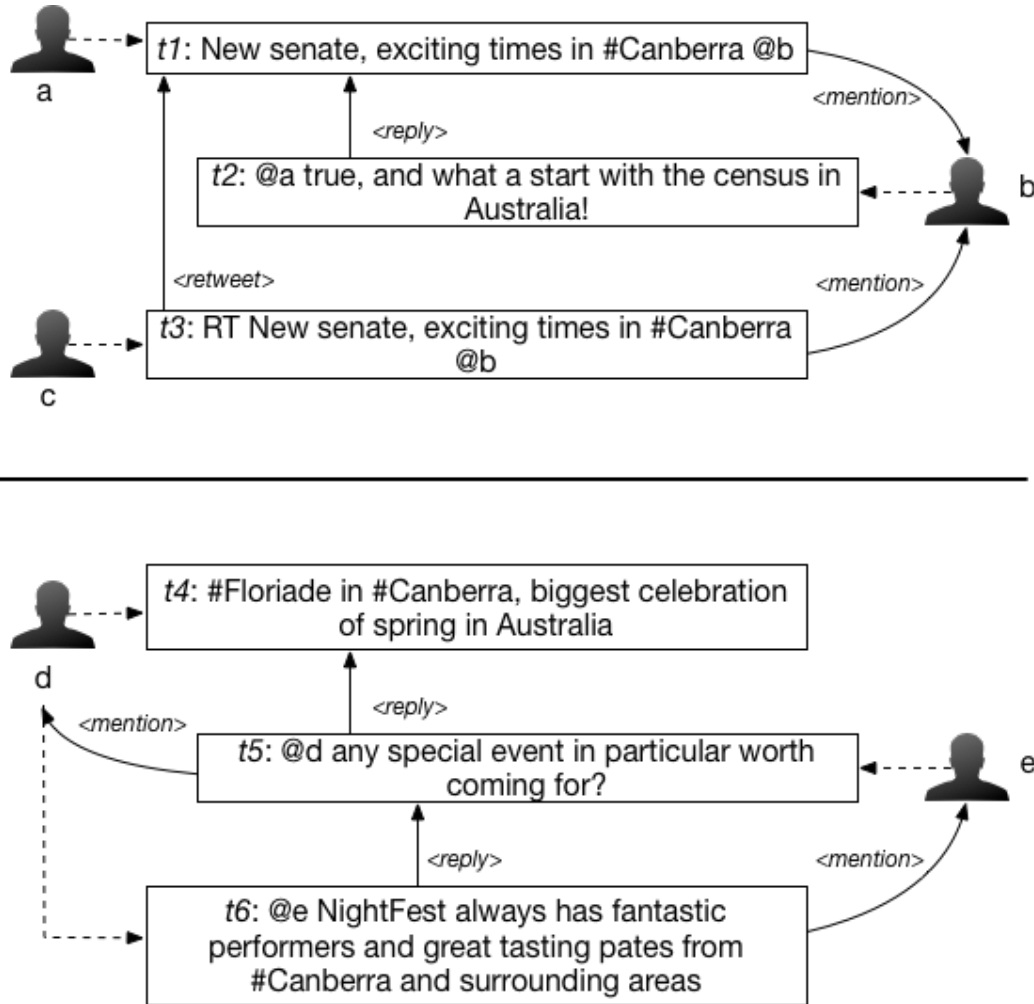 t1: New senate, exciting times in #Canberra @b
a
<mention>
<reply>
t2: @a true, and what a start with the census in
Australia!
b
<retweet>
<mention>
t3: RT New senate, exciting times in #Canberra
@b
c
t4: #Floriade in #Canberra, biggest celebration
of spring in Australia
d
<mention>
<reply>
t5: @d any special event in particular worth
coming for?
e
<reply>
<mention>
t6: @e NightFest always has fantastic
performers and great tasting pates from
#Canberra and surrounding areas